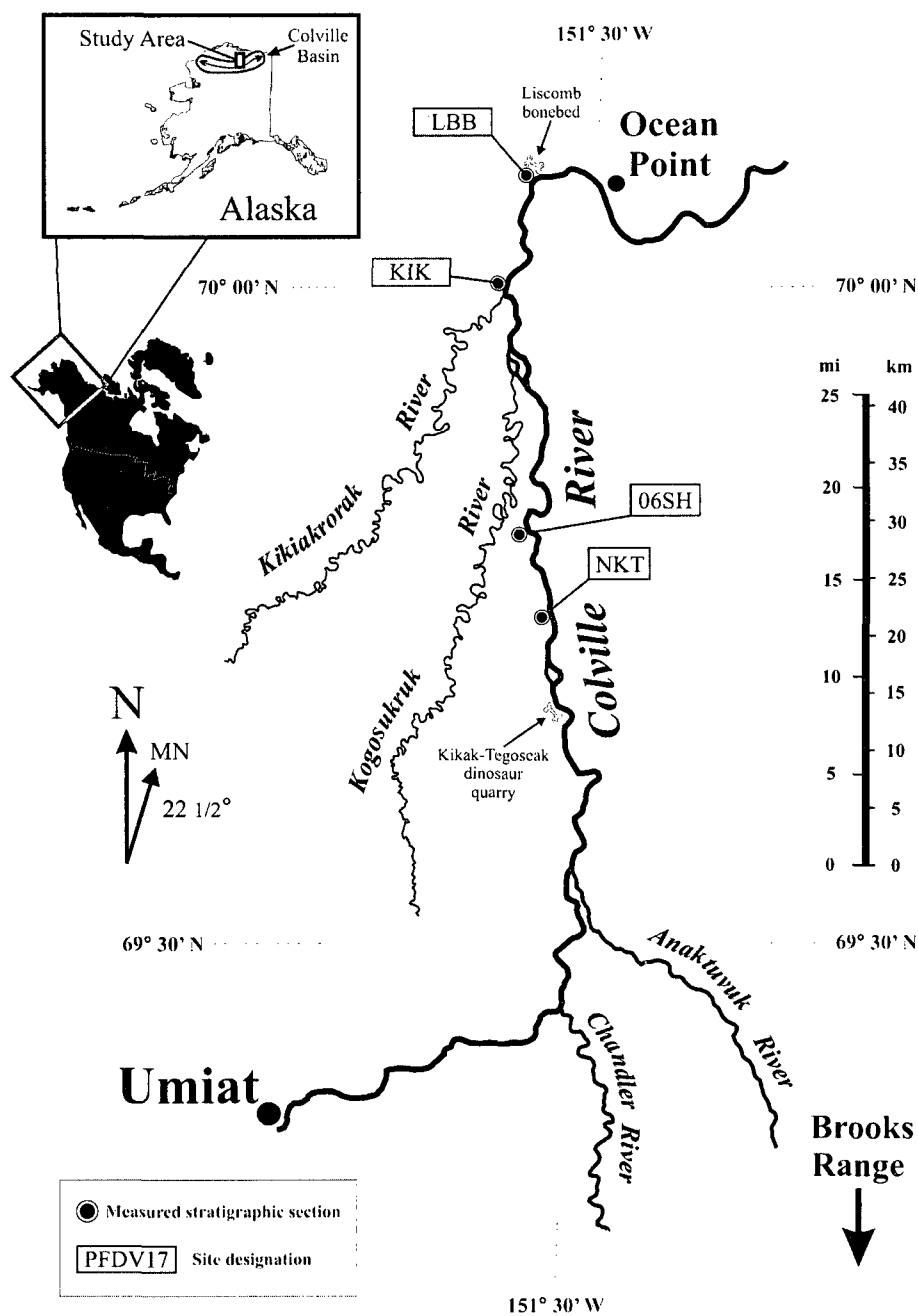 Study Area
Colville
Basin
Alaska
151° 30' W
Liscomb
bonebed
LBB
Ocean
Point
KIK
70° 00' N
70° 00' N
mi
km
25
40
35
20
30
15
25
20
10
15
10
5
5
0
0
River
Kikiakrorak
River
Kogosukruk
River
Colville
06SH
NKT
Kikak-Tegoseak
dinosaur
quarry
N
MN
22 1/2°
69° 30' N
69° 30' N
Anaktuvuk
River
Chandler
River
Umiat
Brooks
Range
Measured stratigraphic section
PFDV17
Site designation
151° 30' W